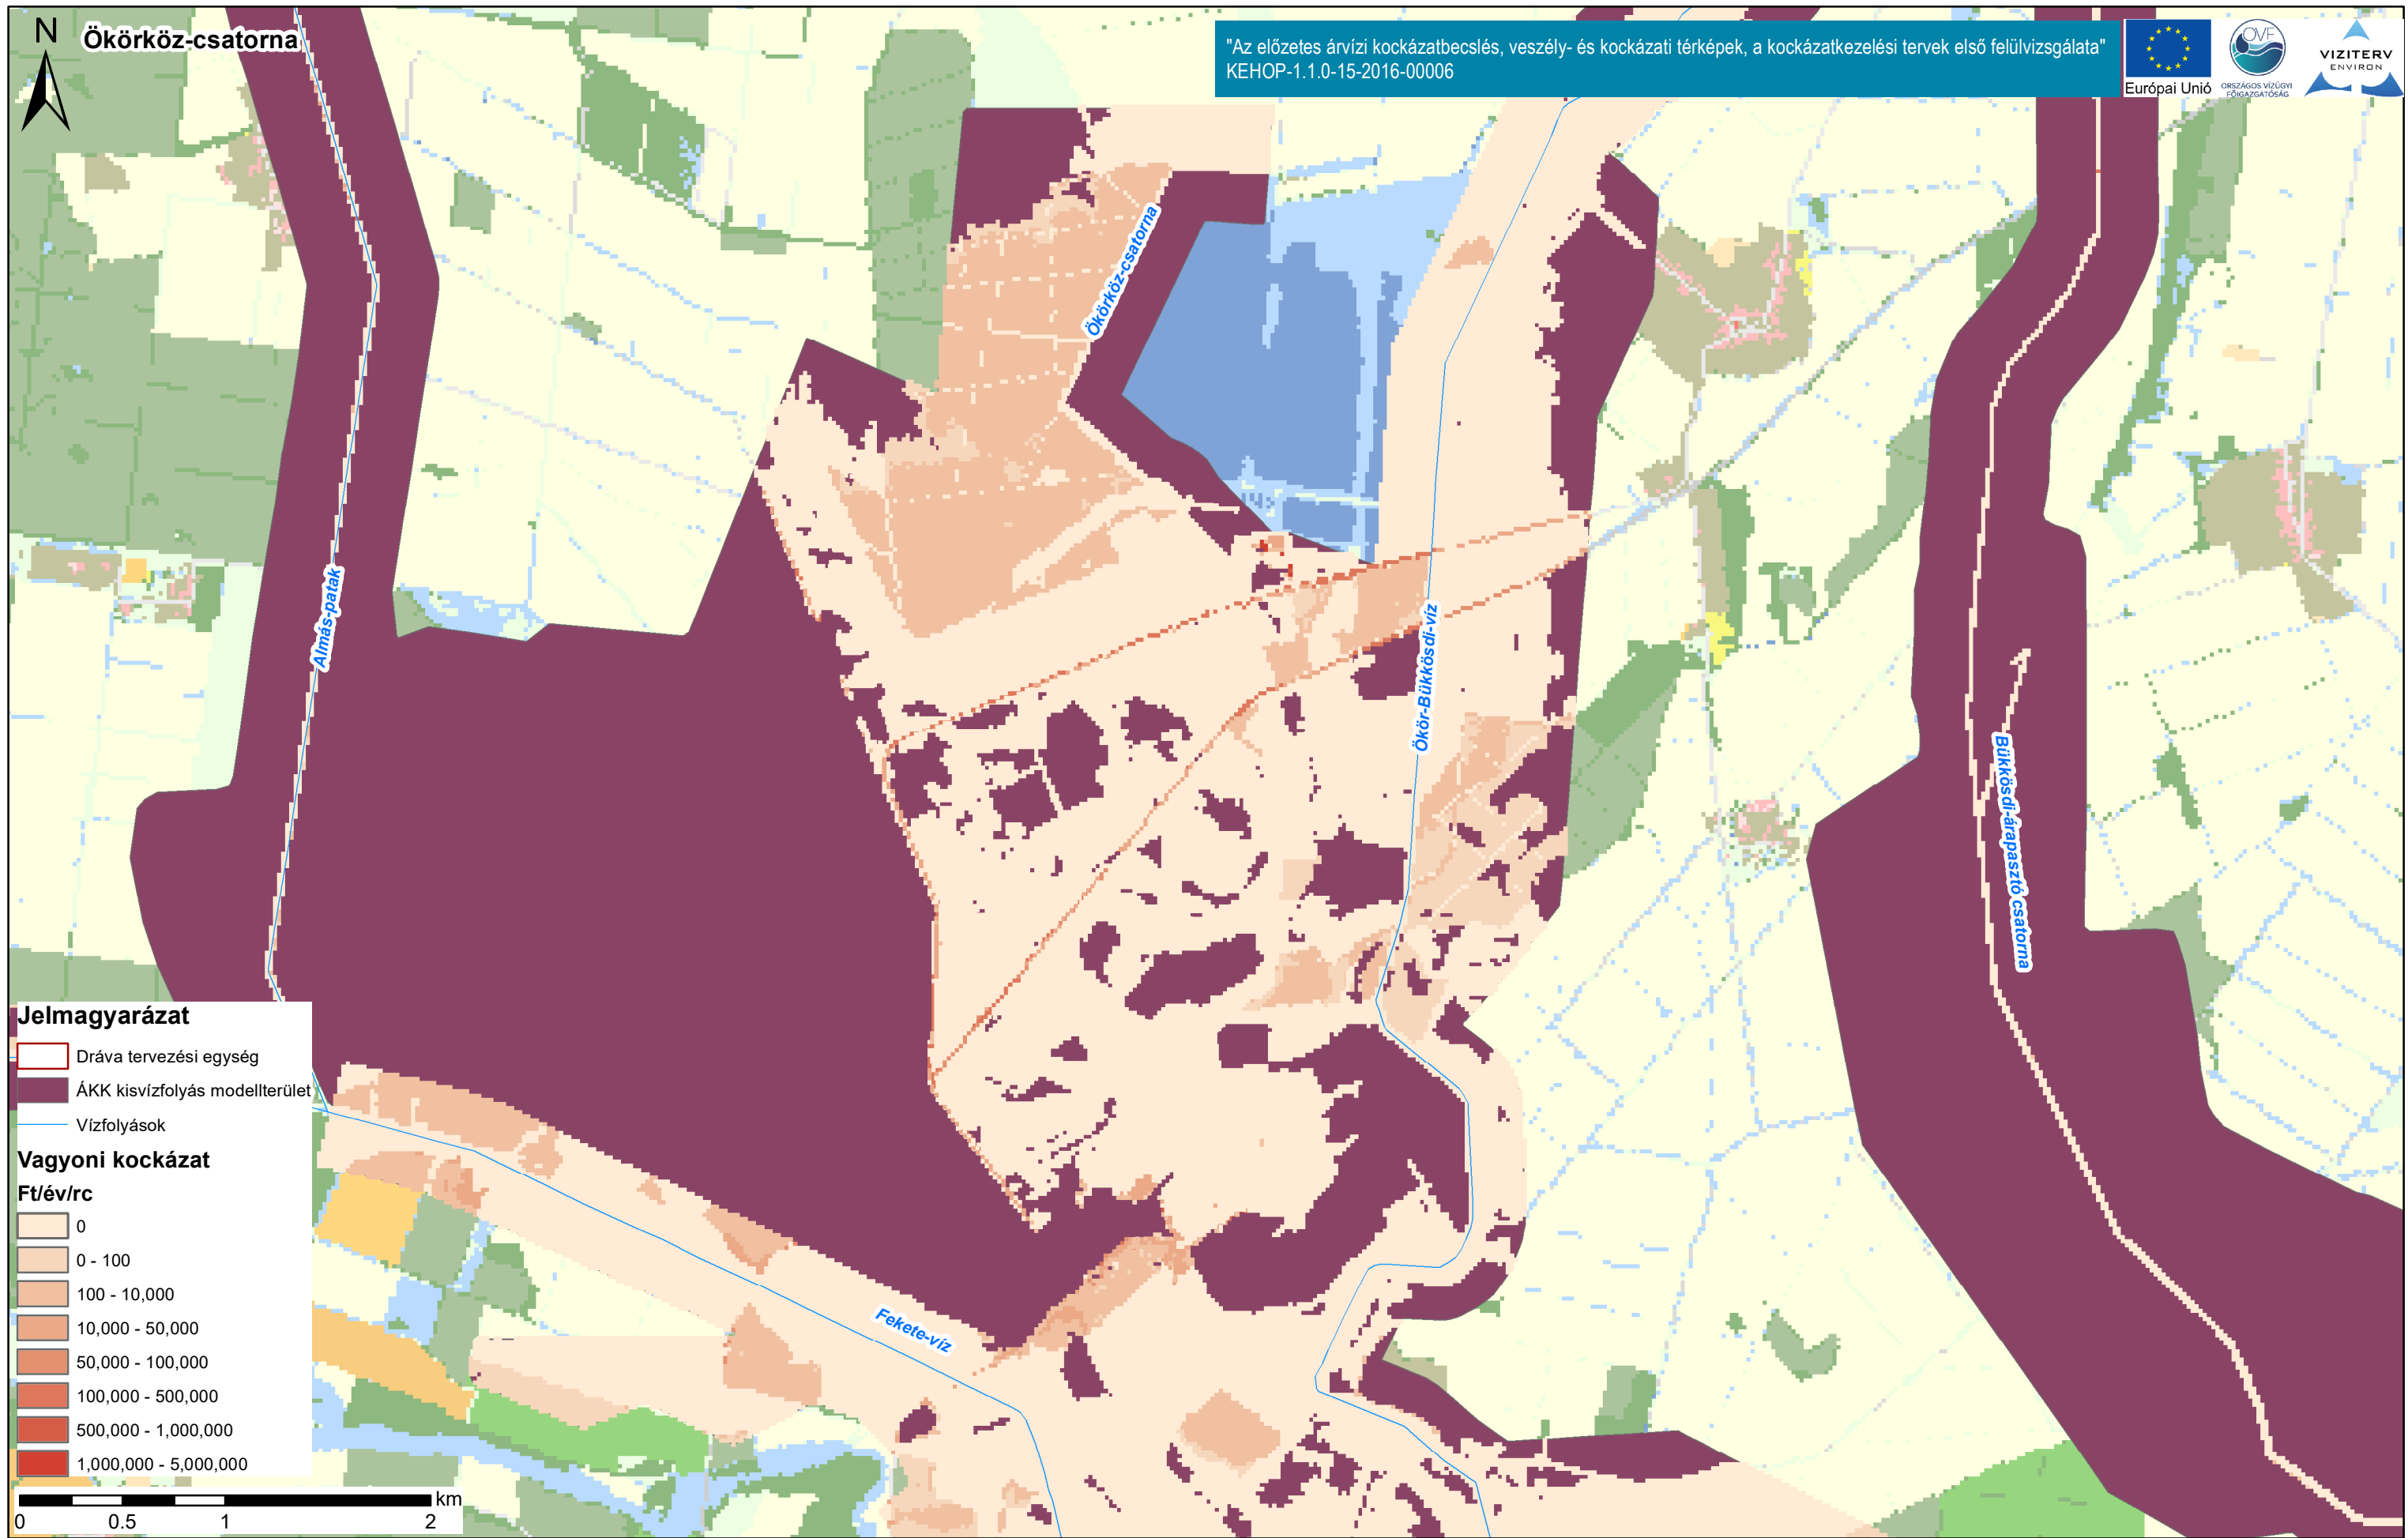 N
Ökörköz-csatorna
"Az előzetes árvízi kockázatbecslés, veszély- és kockázati térképek, a kockázatkezelési tervek első felülvizsgálata"
KEHOP-1.1.0-15-2016-00006
Európai Unió
OVF
ORSZÁGOS VÍZÜGYI
FŐIGAZGATÓSÁG
VIZITERV
ENVIRON
Ökörköz-csatorna
Almás-patak
Ökör-Bükkösdi-víz
Bükkösdi-árapasztó csatorna
Fekete-víz
Jelmagyarázat
Dráva tervezési egység
ÁKK kisvízfolyás modellterület
Vízfolyások
Vagyoni kockázat
Ft/év/rc
0
0 - 100
100 - 10,000
10,000 - 50,000
50,000 - 100,000
100,000 - 500,000
500,000 - 1,000,000
1,000,000 - 5,000,000
km
0 0.5 1 2